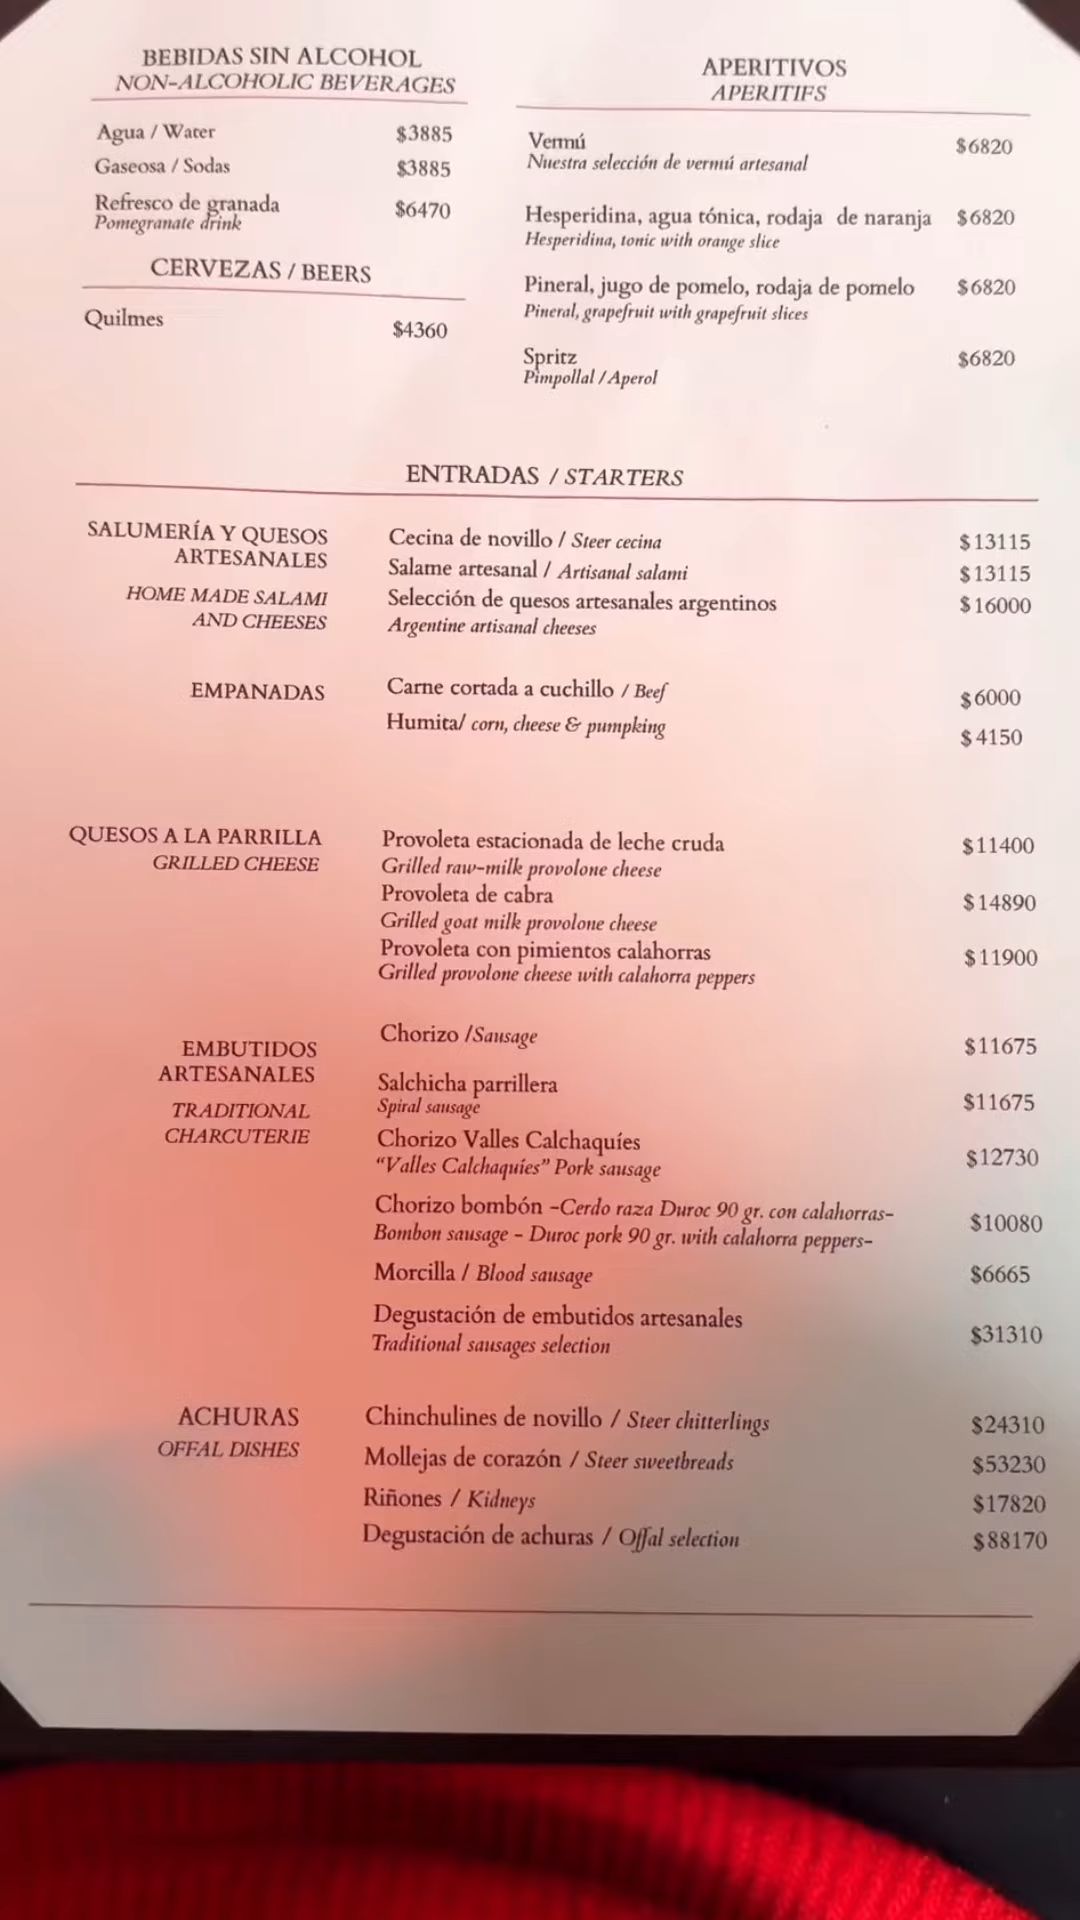 BEBIDAS SIN ALCOHOL
NON-ALCOHOLIC BEVERAGES
Agua / Water $3885
Gaseosa / Sodas $3885
Refresco de granada $6470
Pomegranate drink
CERVEZAS / BEERS
Quilmes $4360
APERITIVOS
APERITIFS
Vermú $6820
Nuestra selección de vermú artesanal
Hesperidina, agua tónica, rodaja de naranja $6820
Hesperidina, tonic with orange slice
Pineral, jugo de pomelo, rodaja de pomelo $6820
Pineral, grapefruit with grapefruit slices
Spritz $6820
Pimpollal / Aperol
ENTRADAS / STARTERS
SALUMERÍA Y QUESOS
ARTESANALES
HOME MADE SALAMI
AND CHEESES
Cecina de novillo / Steer cecina $13115
Salame artesanal / Artisanal salami $13115
Selección de quesos artesanales argentinos $16000
Argentine artisanal cheeses
EMPANADAS
Carne cortada a cuchillo / Beef $6000
Humita/ corn, cheese & pumpking $4150
QUESOS A LA PARRILLA
GRILLED CHEESE
Provoleta estacionada de leche cruda $11400
Grilled raw-milk provolone cheese
Provoleta de cabra $14890
Grilled goat milk provolone cheese
Provoleta con pimientos calahorras $11900
Grilled provolone cheese with calahorra peppers
EMBUTIDOS
ARTESANALES
TRADITIONAL
CHARCUTERIE
Chorizo /Sausage $11675
Salchicha parrillera $11675
Spiral sausage
Chorizo Valles Calchaquíes $12730
“Valles Calchaquíes” Pork sausage
Chorizo bombón -Cerdo raza Duroc 90 gr. con calahorras- $10080
Bombon sausage - Duroc pork 90 gr. with calahorra peppers-
Morcilla / Blood sausage $6665
Degustación de embutidos artesanales $31310
Traditional sausages selection
ACHURAS
OFFAL DISHES
Chinchulines de novillo / Steer chitterlings $24310
Mollejas de corazón / Steer sweetbreads $53230
Riñones / Kidneys $17820
Degustación de achuras / Offal selection $88170